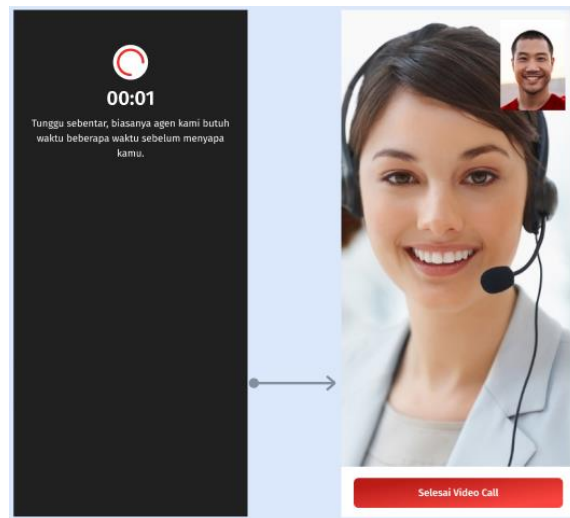 00:01
Tunggu sebentar, biasanya agen kami butuh
waktu beberapa waktu sebelum menyapa
kamu.
Selesai Video Call